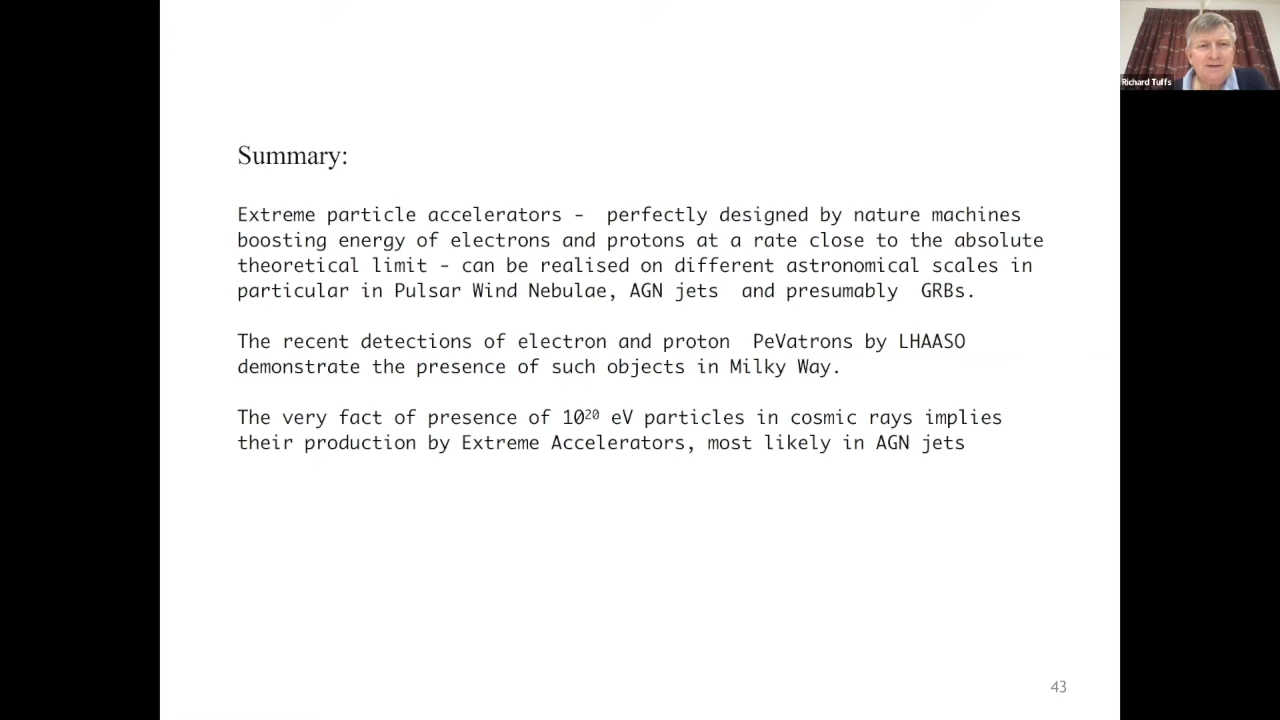 Richard Tuffs
Summary:
Extreme particle accelerators -  perfectly designed by nature machines
boosting energy of electrons and protons at a rate close to the absolute
theoretical limit - can be realised on different astronomical scales in
particular in Pulsar Wind Nebulae, AGN jets  and presumably  GRBs.
The recent detections of electron and proton  PeVatrons by LHAASO
demonstrate the presence of such objects in Milky Way.
The very fact of presence of 10²⁰ eV particles in cosmic rays implies
their production by Extreme Accelerators, most likely in AGN jets
43